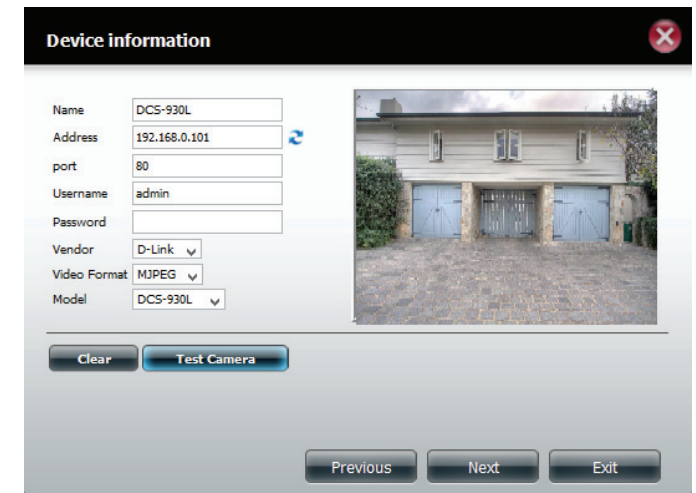 Device information
Name DCS-930L
Address 192.168.0.101
port 80
Username admin
Password
Vendor D-Link
Video Format MJPEG
Model DCS-930L
Clear Test Camera
Previous Next Exit